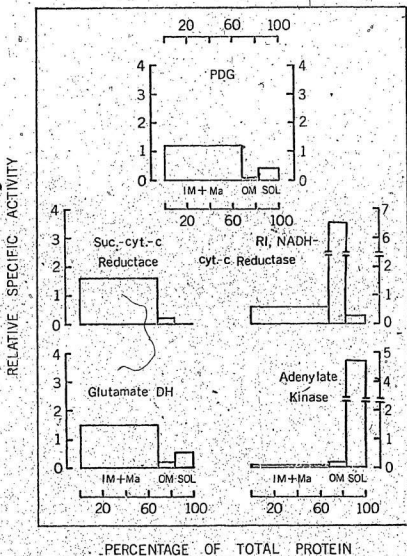 20 60 100
PDG
4 4
3 3
2 2
1 1
0 0
IM+Ma OM SOL
20 60 100
RELATIVE SPECIFIC ACTIVITY
4 7
3 6
2 2
1 1
0 0
Suc.-cyt.-c
Reductace
RI, NADH-
cyt.-c Reductase
4 5
3 4
2 2
1 1
0 0
Glutamate DH
Adenylate
Kinase
IM+Ma OM SOL IM+Ma OM SOL
20 60 100 20 60 100
PERCENTAGE OF TOTAL PROTEIN